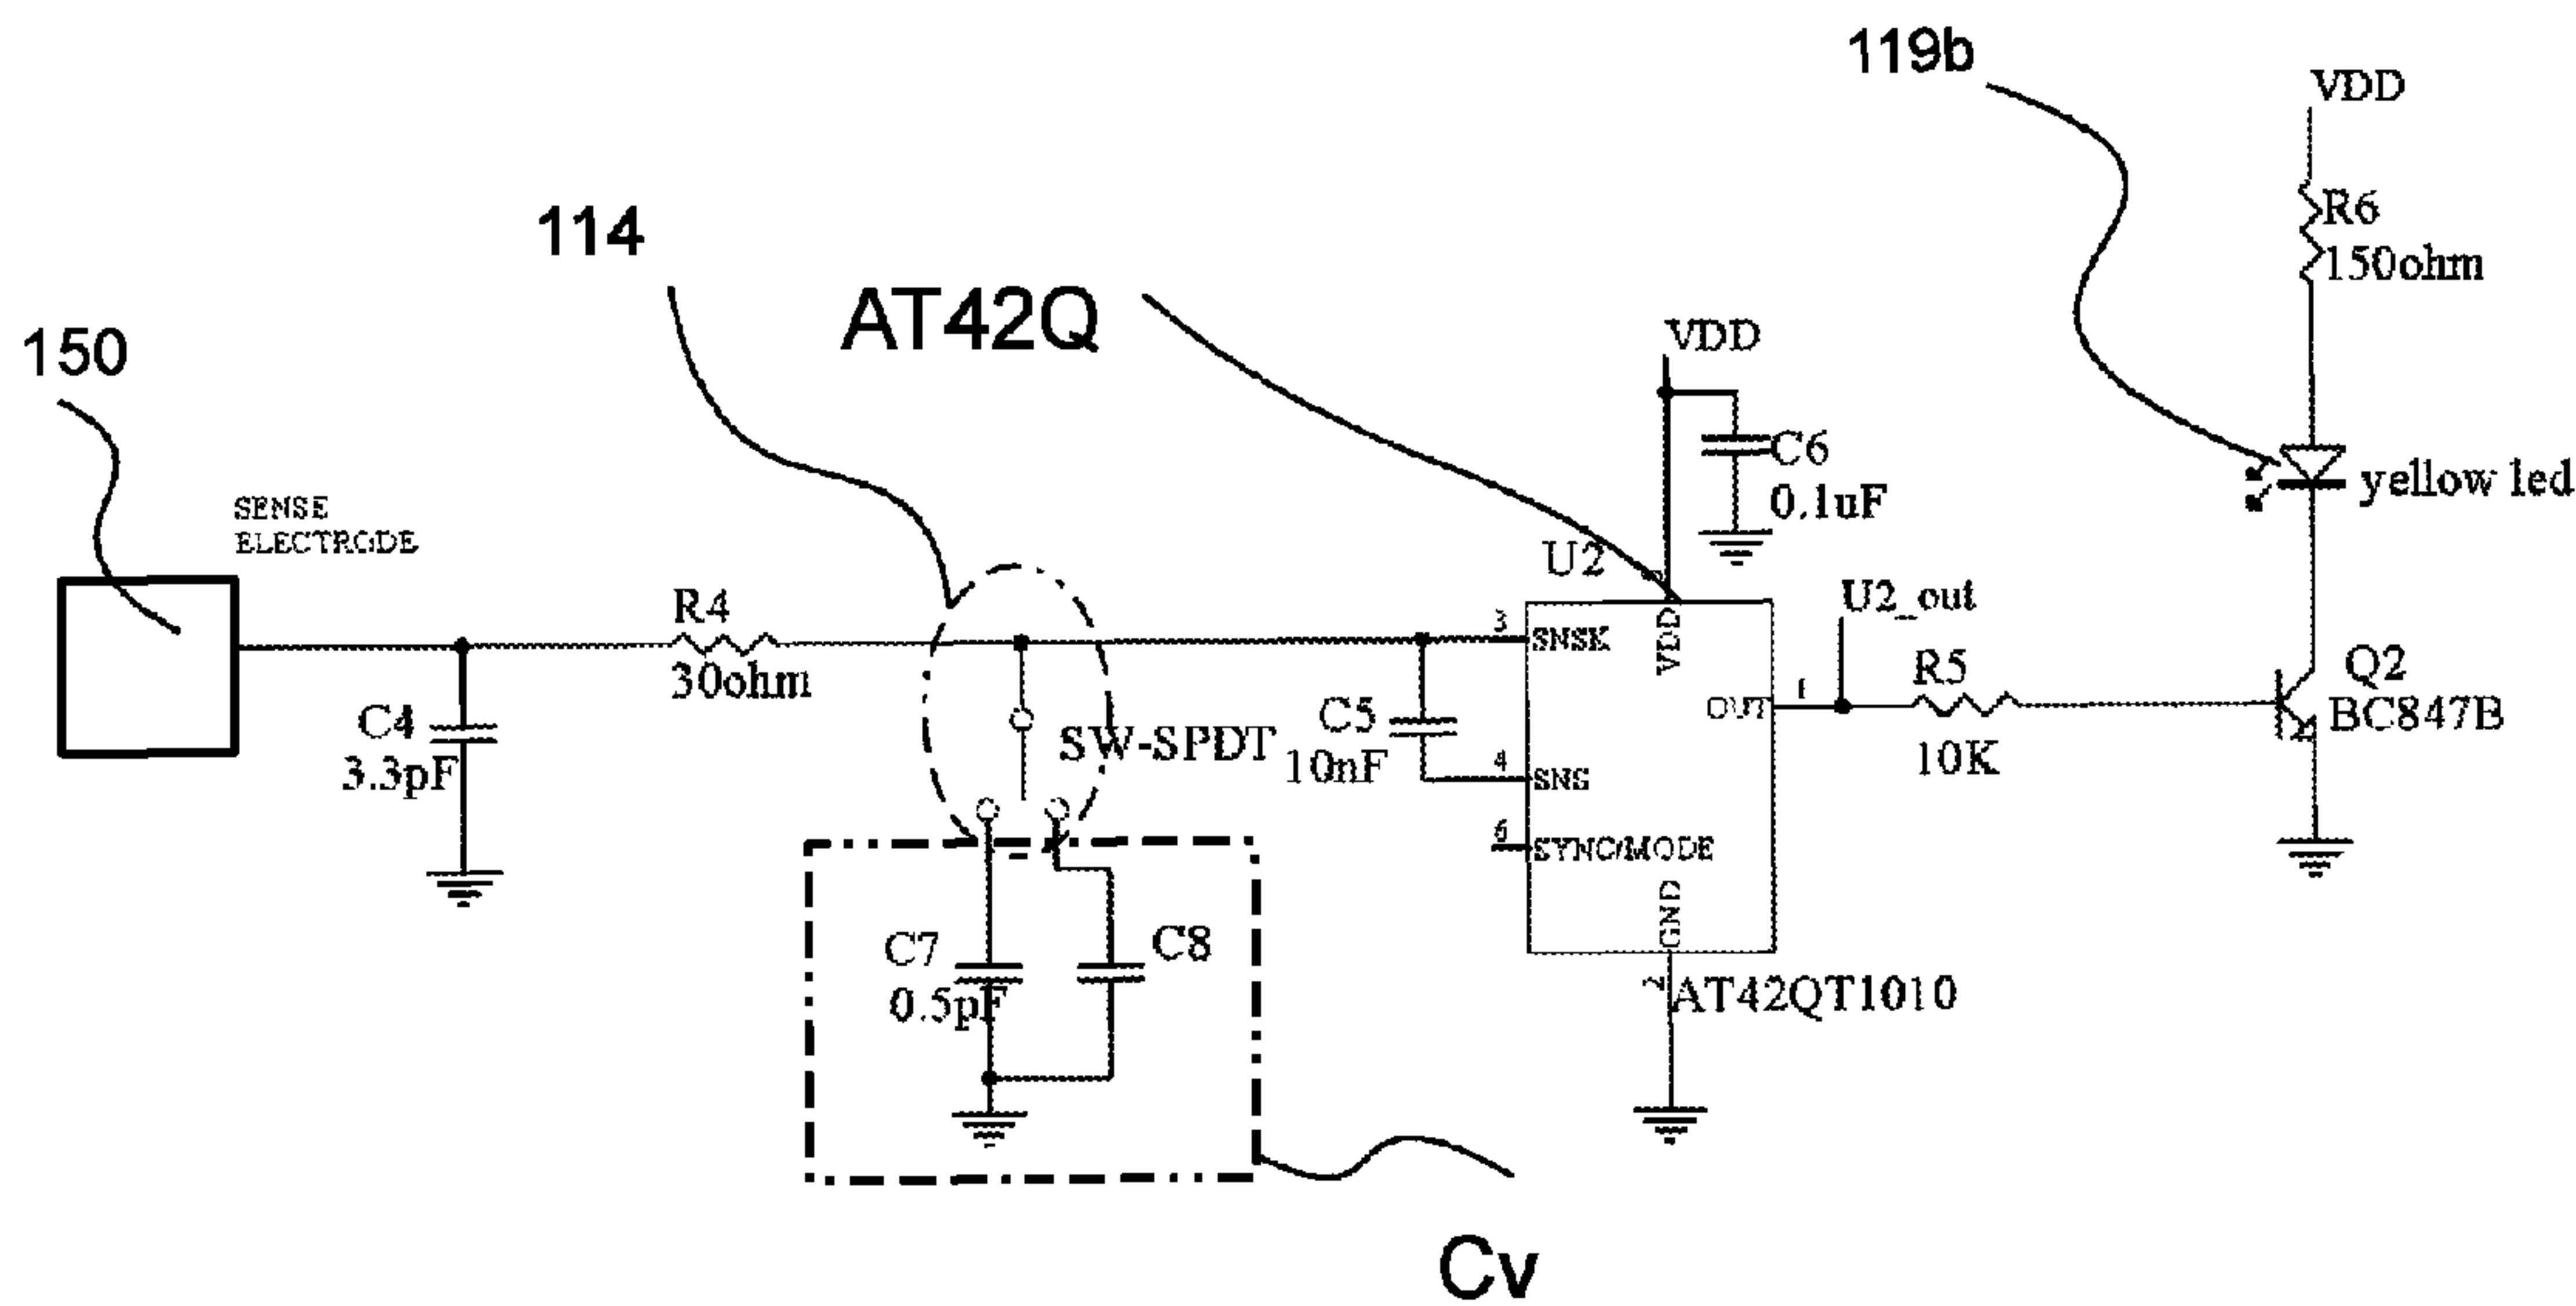 119b
VDD
R6
150ohm
114
AT42Q
VDD
150
C6
0.1uF
yellow led
SENSE
ELECTRODE
U2
8
R4
30ohm
3
SNSK
VDD
U2_out
C4
3.3pF
SW-SPDT
C5
10nF
4
SNS
OUT
1
R5
10K
Q2
BC847B
6
SYNC/MODE
GND
2
AT42QT1010
C7
0.5pF
C8
Cv